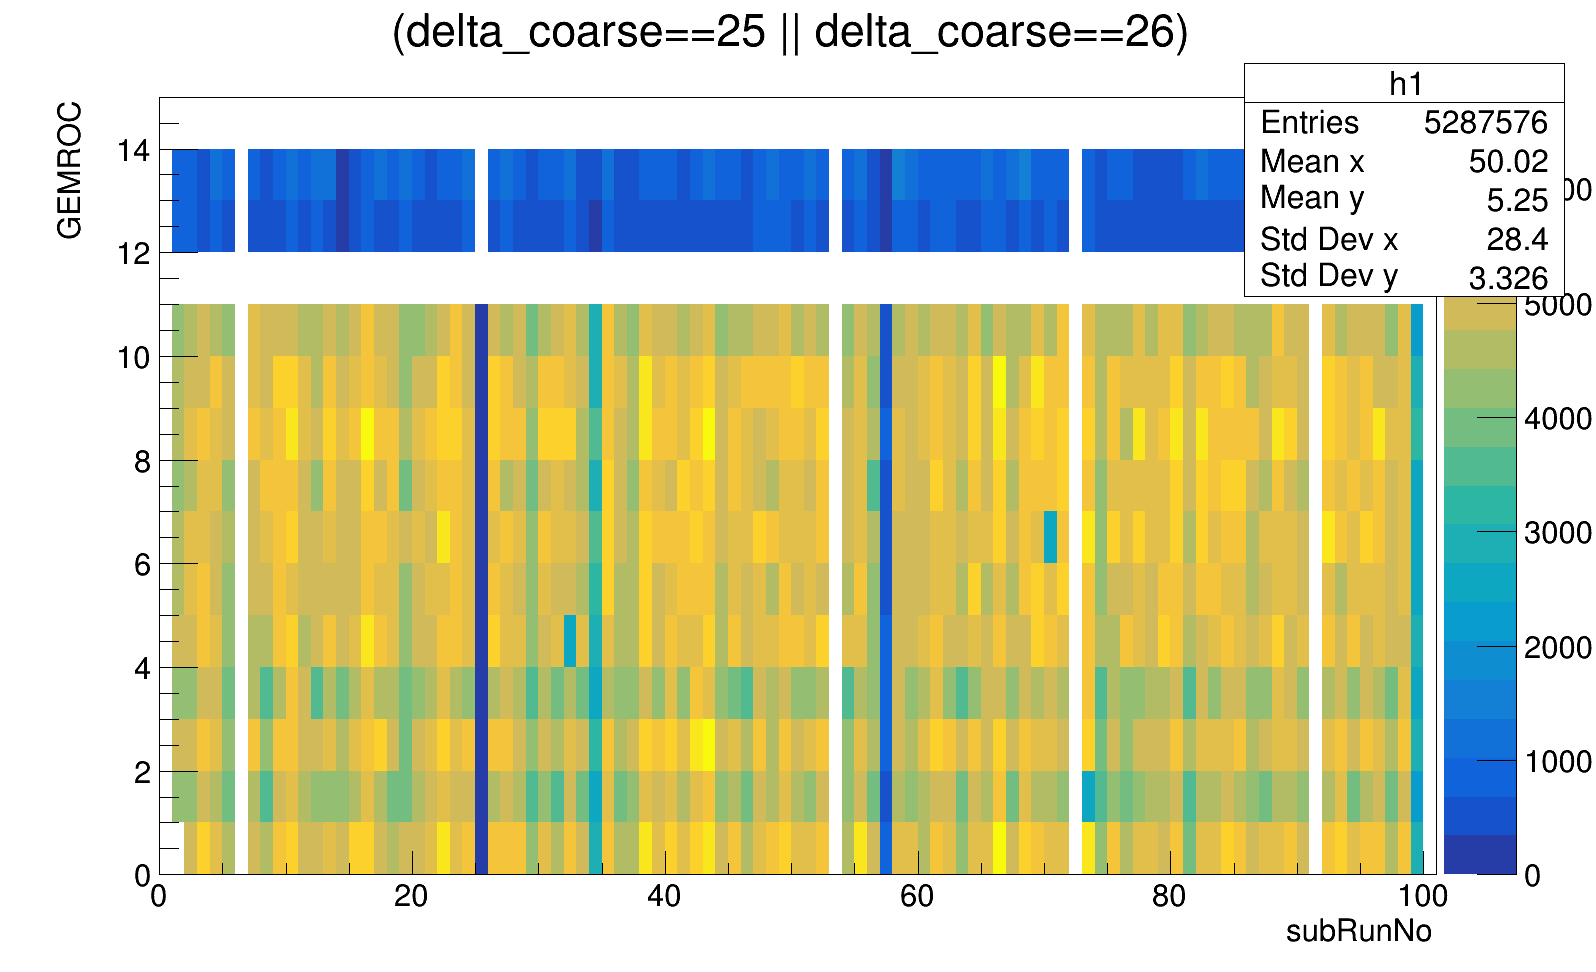 (delta_coarse==25 || delta_coarse==26)
h1
Entries 5287576
Mean x 50.02
Mean y 5.25
Std Dev x 28.4
Std Dev y 3.326
GEMROC
14
12
10
8
6
4
2
0
0 20 40 60 80 100
subRunNo
5000
4000
3000
2000
1000
0